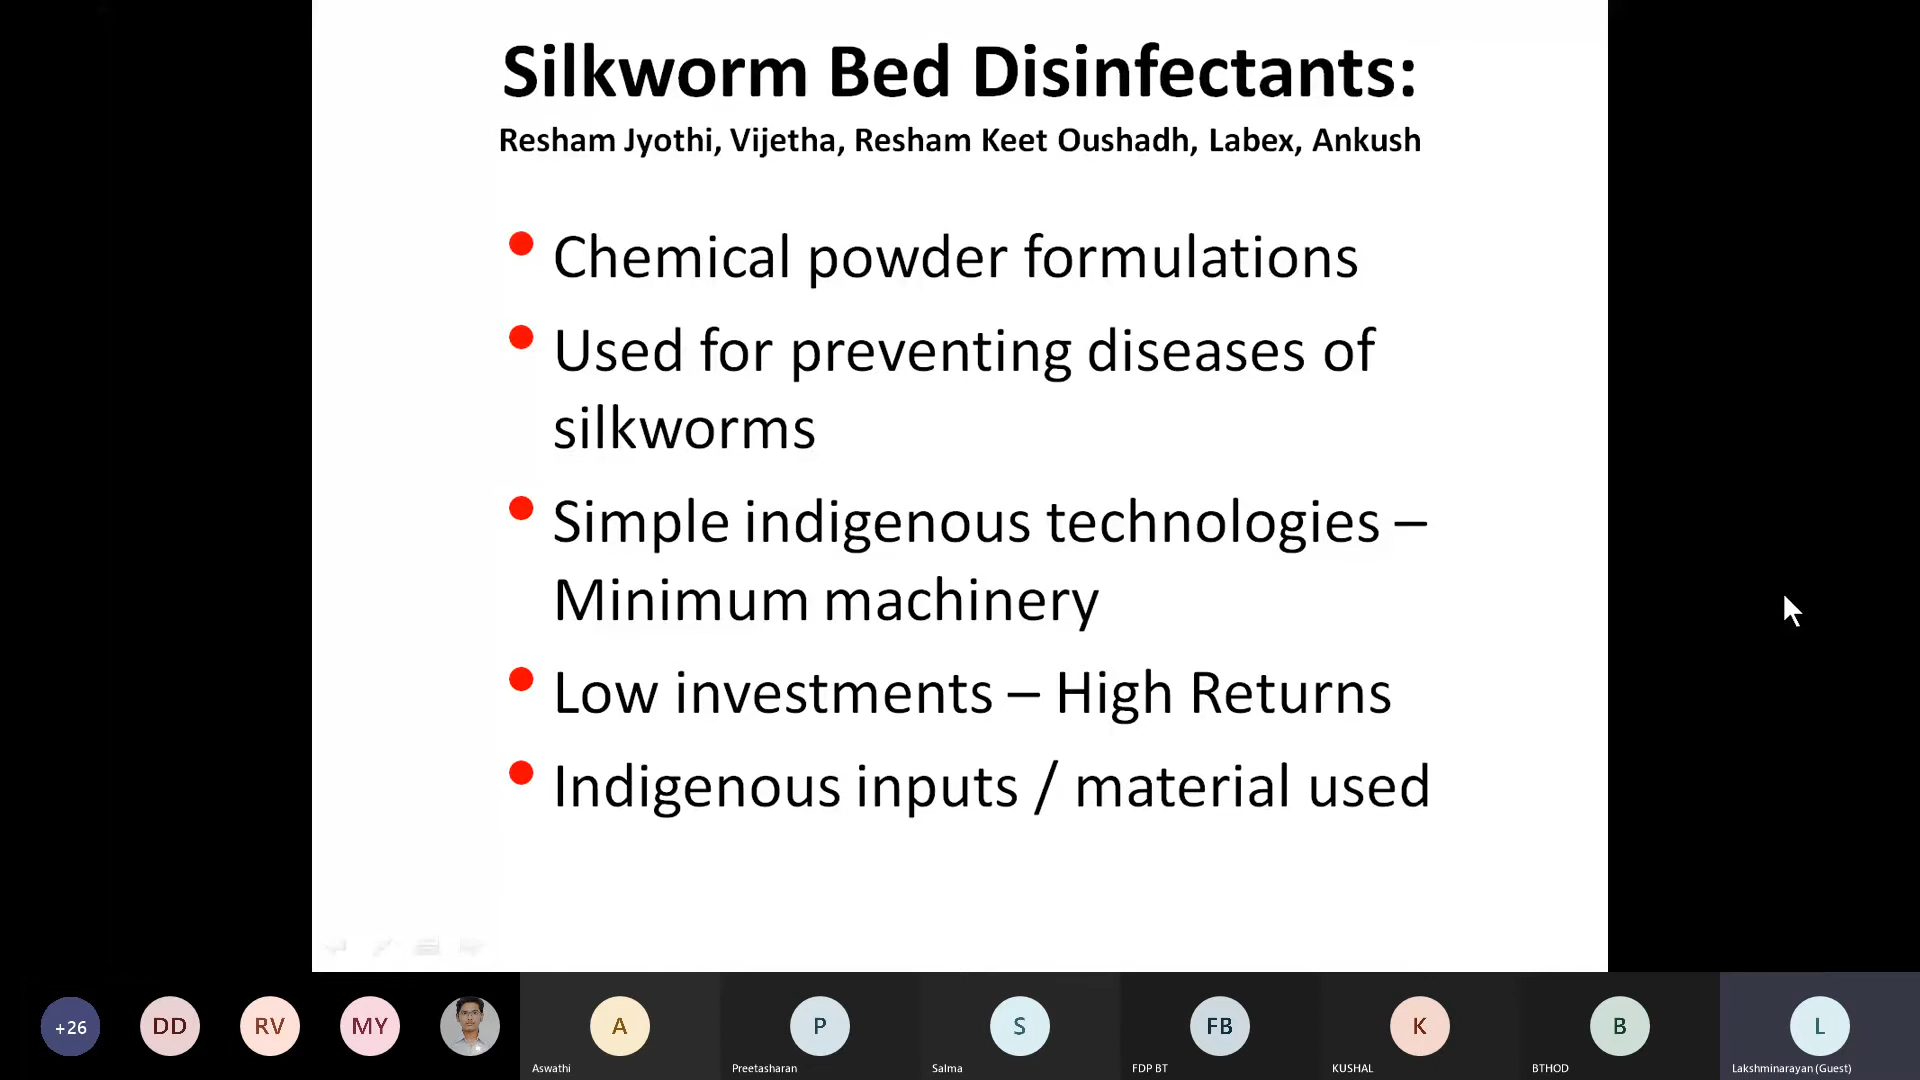 Silkworm Bed Disinfectants:
Resham Jyothi, Vijetha, Resham Keet Oushadh, Labex, Ankush
• Chemical powder formulations
• Used for preventing diseases of
silkworms
• Simple indigenous technologies –
Minimum machinery
• Low investments – High Returns
• Indigenous inputs / material used
+26
DD
RV
MY
A
P
S
FB
K
B
L
Aswathi
Preetasharan
Salma
FDP BT
KUSHAL
BTHOD
Lakshminarayan (Guest)